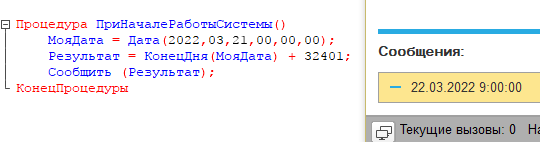 Процедура ПриНачалеРаботыСистемы()
МояДата = Дата(2022,03,21,00,00,00);
Результат = КонецДня(МояДата) + 32401;
Сообщить (Результат);
КонецПроцедуры
Сообщения:
22.03.2022 9:00:00
Текущие вызовы: 0 На